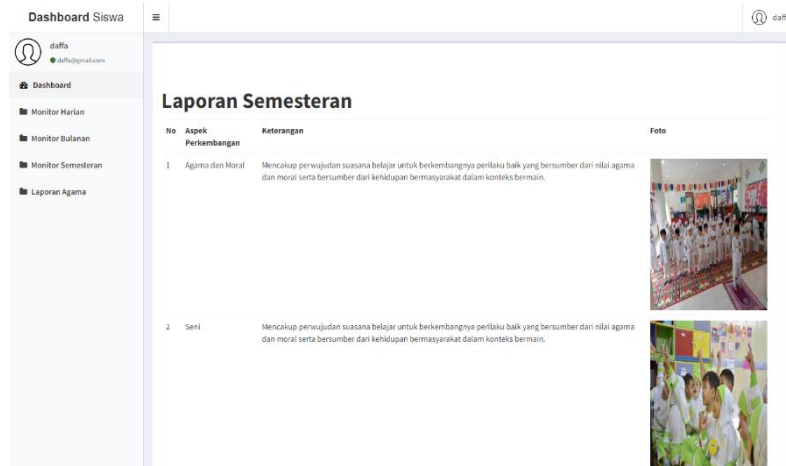 Dashboard Siswa
daff
daffa
daffa@gmail.com
Dashboard
Monitor Harian
Monitor Bulanan
Monitor Semesteran
Laporan Agama
Laporan Semesteran
No Aspek Perkembangan Keterangan Foto
1 Agama dan Moral Mencakup perwujudan suasana belajar untuk berkembangnya perilaku baik yang bersumber dari nilai agama
dan moral serta bersumber dari kehidupan bermasyarakat dalam konteks bermain.
2 Seni Mencakup perwujudan suasana belajar untuk berkembangnya perilaku baik yang bersumber dari nilai agama
dan moral serta bersumber dari kehidupan bermasyarakat dalam konteks bermain.